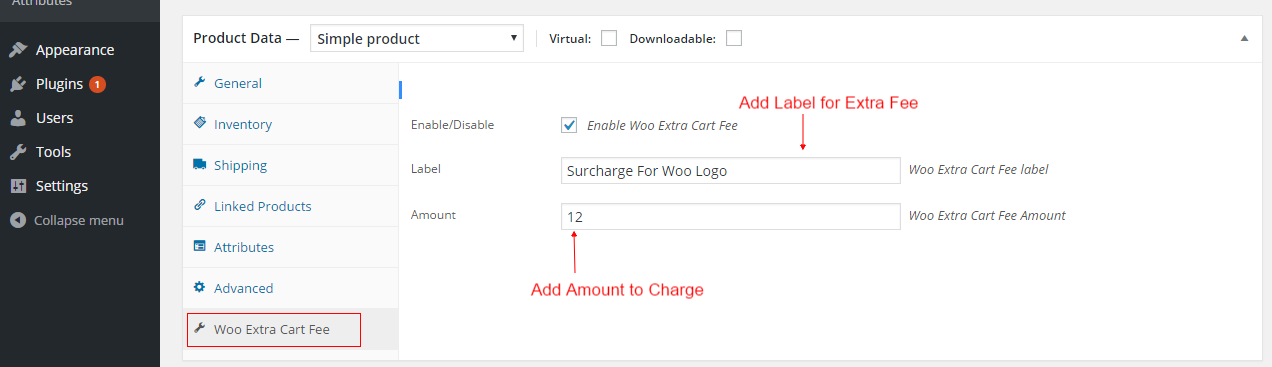 Attributes
Appearance
Plugins 1
Users
Tools
Settings
Collapse menu
Product Data — Simple product Virtual: Downloadable:
General
Inventory
Shipping
Linked Products
Attributes
Advanced
Woo Extra Cart Fee
Add Label for Extra Fee
Enable/Disable Enable Woo Extra Cart Fee
Label Surcharge For Woo Logo Woo Extra Cart Fee label
Amount 12 Woo Extra Cart Fee Amount
Add Amount to Charge